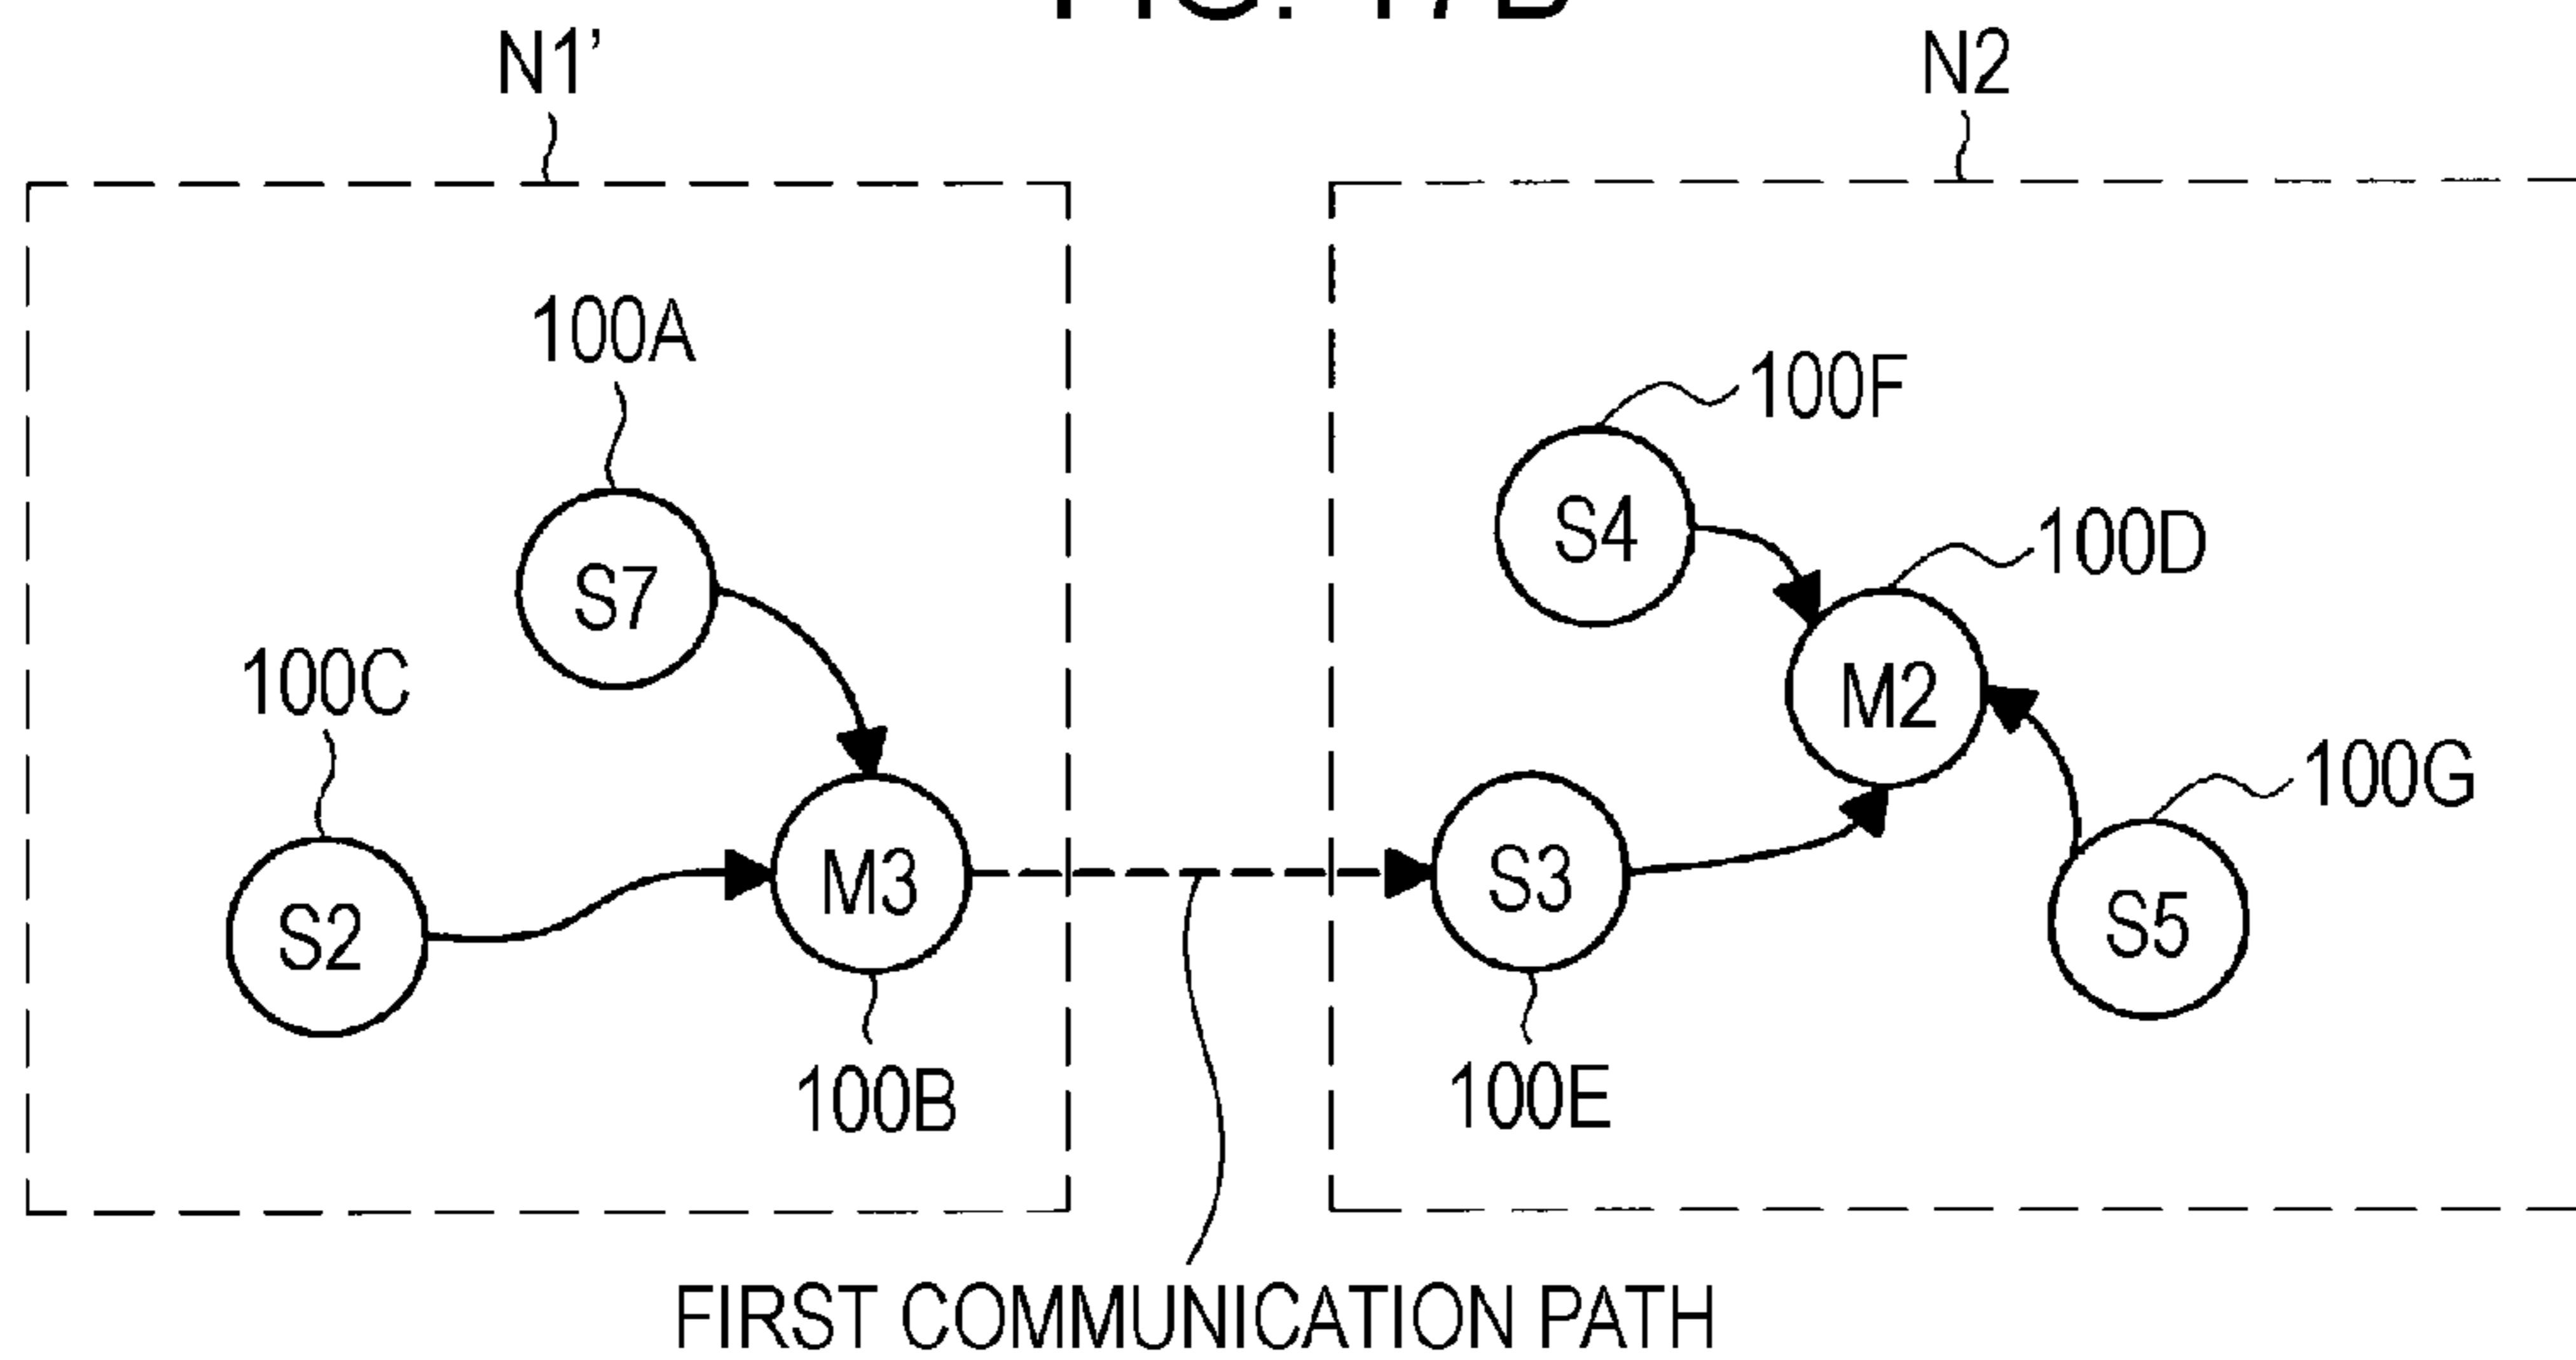 N1’
N2
100A
100F
S7
S4
100D
100C
M2
100G
S2
M3
S3
S5
100B
100E
FIRST COMMUNICATION PATH